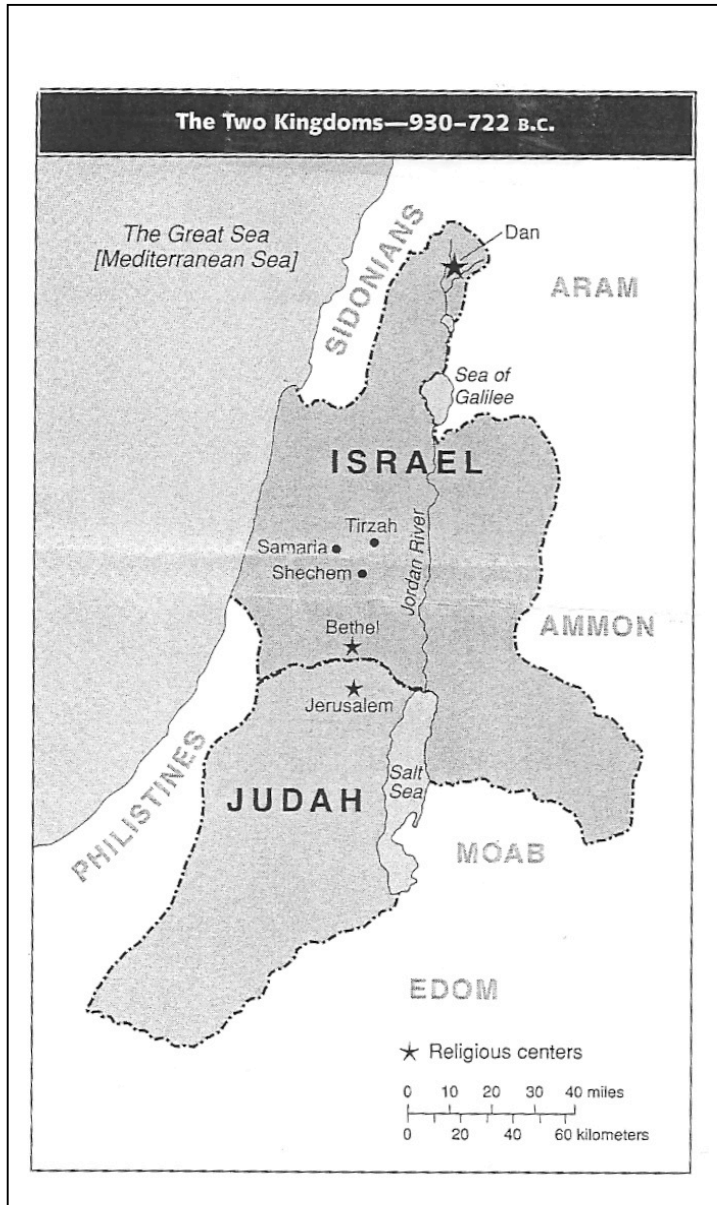 The Two Kingdoms—930–722 B.C.
The Great Sea
[Mediterranean Sea]
SIDONIANS
Dan
ARAM
Sea of
Galilee
ISRAEL
Tirzah
Samaria
Shechem
Jordan River
Bethel
AMMON
Jerusalem
PHILISTINES
JUDAH
Salt
Sea
MOAB
EDOM
★ Religious centers
0 10 20 30 40 miles
0 20 40 60 kilometers